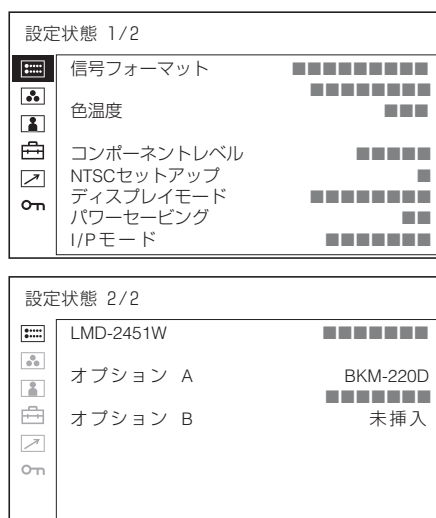 設定状態 1/2
信号フォーマット ■■■■■■■■■
■■■■■■■■
色温度 ■■■
コンポーネントレベル ■■■■■
NTSCセットアップ ■
ディスプレイモード ■■■■■■■■
パワーセービング ■■
I/Pモード ■■■■■■■
設定状態 2/2
LMD-2451W ■■■■■■■
オプション A BKM-220D
■■■■■■■
オプション B 未挿入